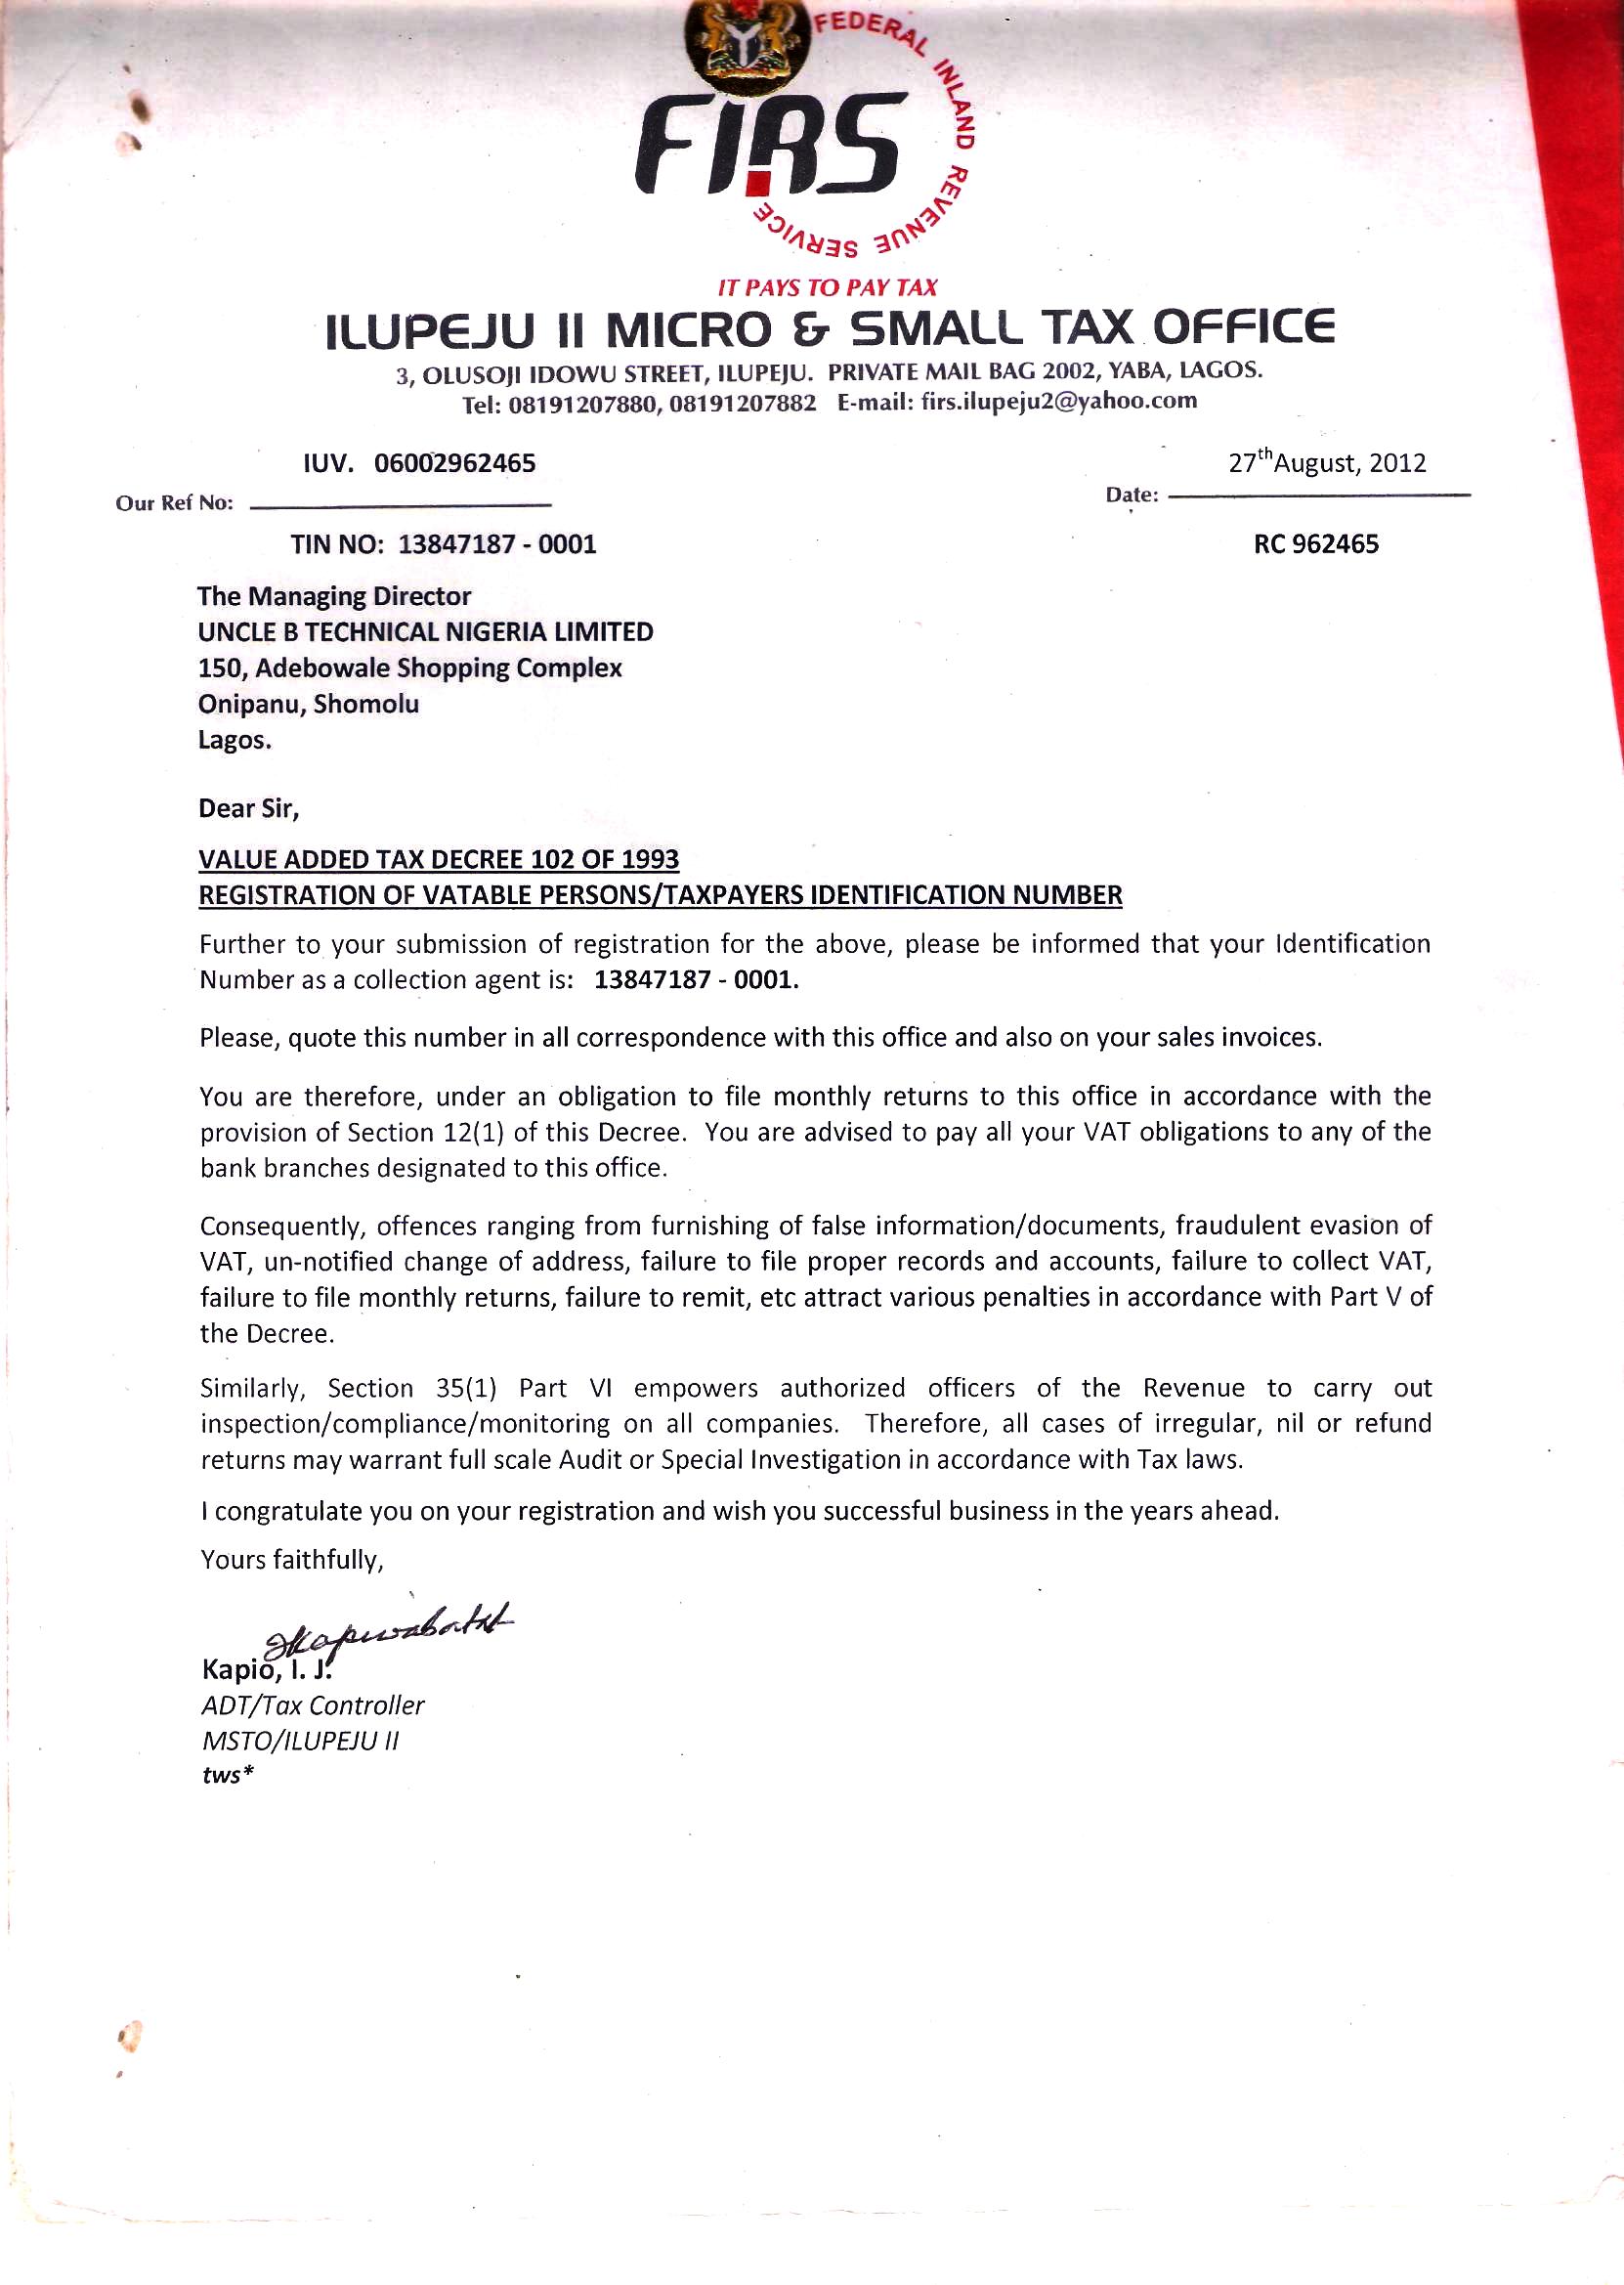 FEDERAL INLAND REVENUE SERVICE
FIRS
IT PAYS TO PAY TAX
ILUPEJU II MICRO & SMALL TAX OFFICE
3, OLUSOJI IDOWU STREET, ILUPEJU. PRIVATE MAIL BAG 2002, YABA, LAGOS.
Tel: 08191207880, 08191207882 E-mail: firs.ilupeju2@yahoo.com
IUV. 06002962465 27th August, 2012
Our Ref No: Date:
TIN NO: 13847187 - 0001 RC 962465
The Managing Director
UNCLE B TECHNICAL NIGERIA LIMITED
150, Adebowale Shopping Complex
Onipanu, Shomolu
Lagos.
Dear Sir,
VALUE ADDED TAX DECREE 102 OF 1993
REGISTRATION OF VATABLE PERSONS/TAXPAYERS IDENTIFICATION NUMBER
Further to your submission of registration for the above, please be informed that your Identification
Number as a collection agent is: 13847187 - 0001.
Please, quote this number in all correspondence with this office and also on your sales invoices.
You are therefore, under an obligation to file monthly returns to this office in accordance with the
provision of Section 12(1) of this Decree. You are advised to pay all your VAT obligations to any of the
bank branches designated to this office.
Consequently, offences ranging from furnishing of false information/documents, fraudulent evasion of
VAT, un-notified change of address, failure to file proper records and accounts, failure to collect VAT,
failure to file monthly returns, failure to remit, etc attract various penalties in accordance with Part V of
the Decree.
Similarly, Section 35(1) Part VI empowers authorized officers of the Revenue to carry out
inspection/compliance/monitoring on all companies. Therefore, all cases of irregular, nil or refund
returns may warrant full scale Audit or Special Investigation in accordance with Tax laws.
I congratulate you on your registration and wish you successful business in the years ahead.
Yours faithfully,
Kapio, I. J.
ADT/Tax Controller
MSTO/ILUPEJU II
tws*